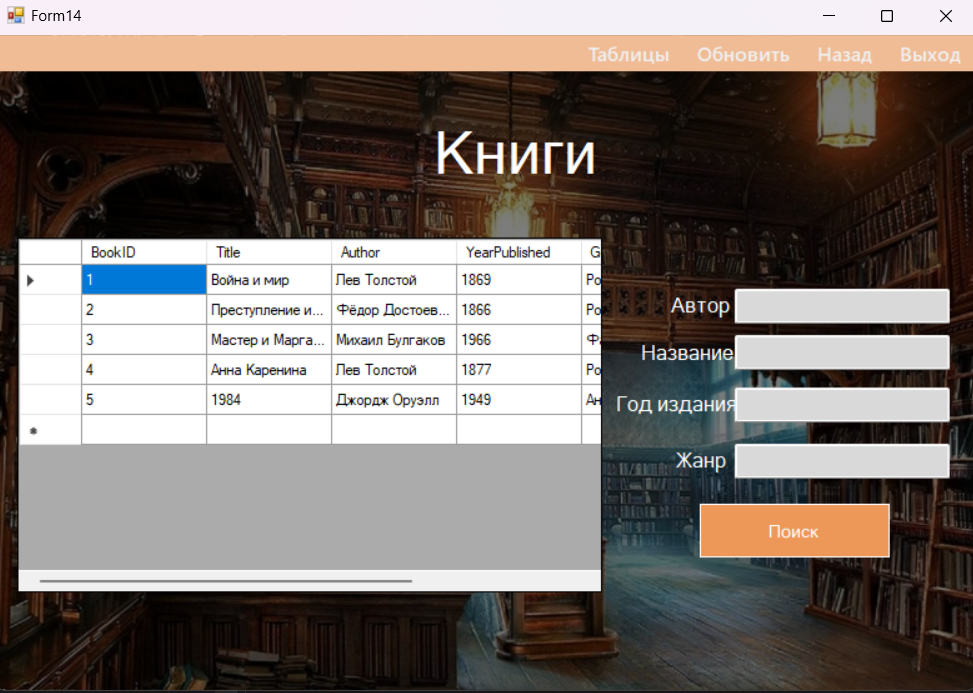 Form14
Таблицы Обновить Назад Выход
Книги
BookID Title Author YearPublished G
1 Война и мир Лев Толстой 1869 Ро
2 Преступление и... Фёдор Достоев... 1866 Ро
3 Мастер и Марга... Михаил Булгаков 1966 Фа
4 Анна Каренина Лев Толстой 1877 Ро
5 1984 Джордж Оруэлл 1949 Ан
Автор
Название
Год издания
Жанр
Поиск